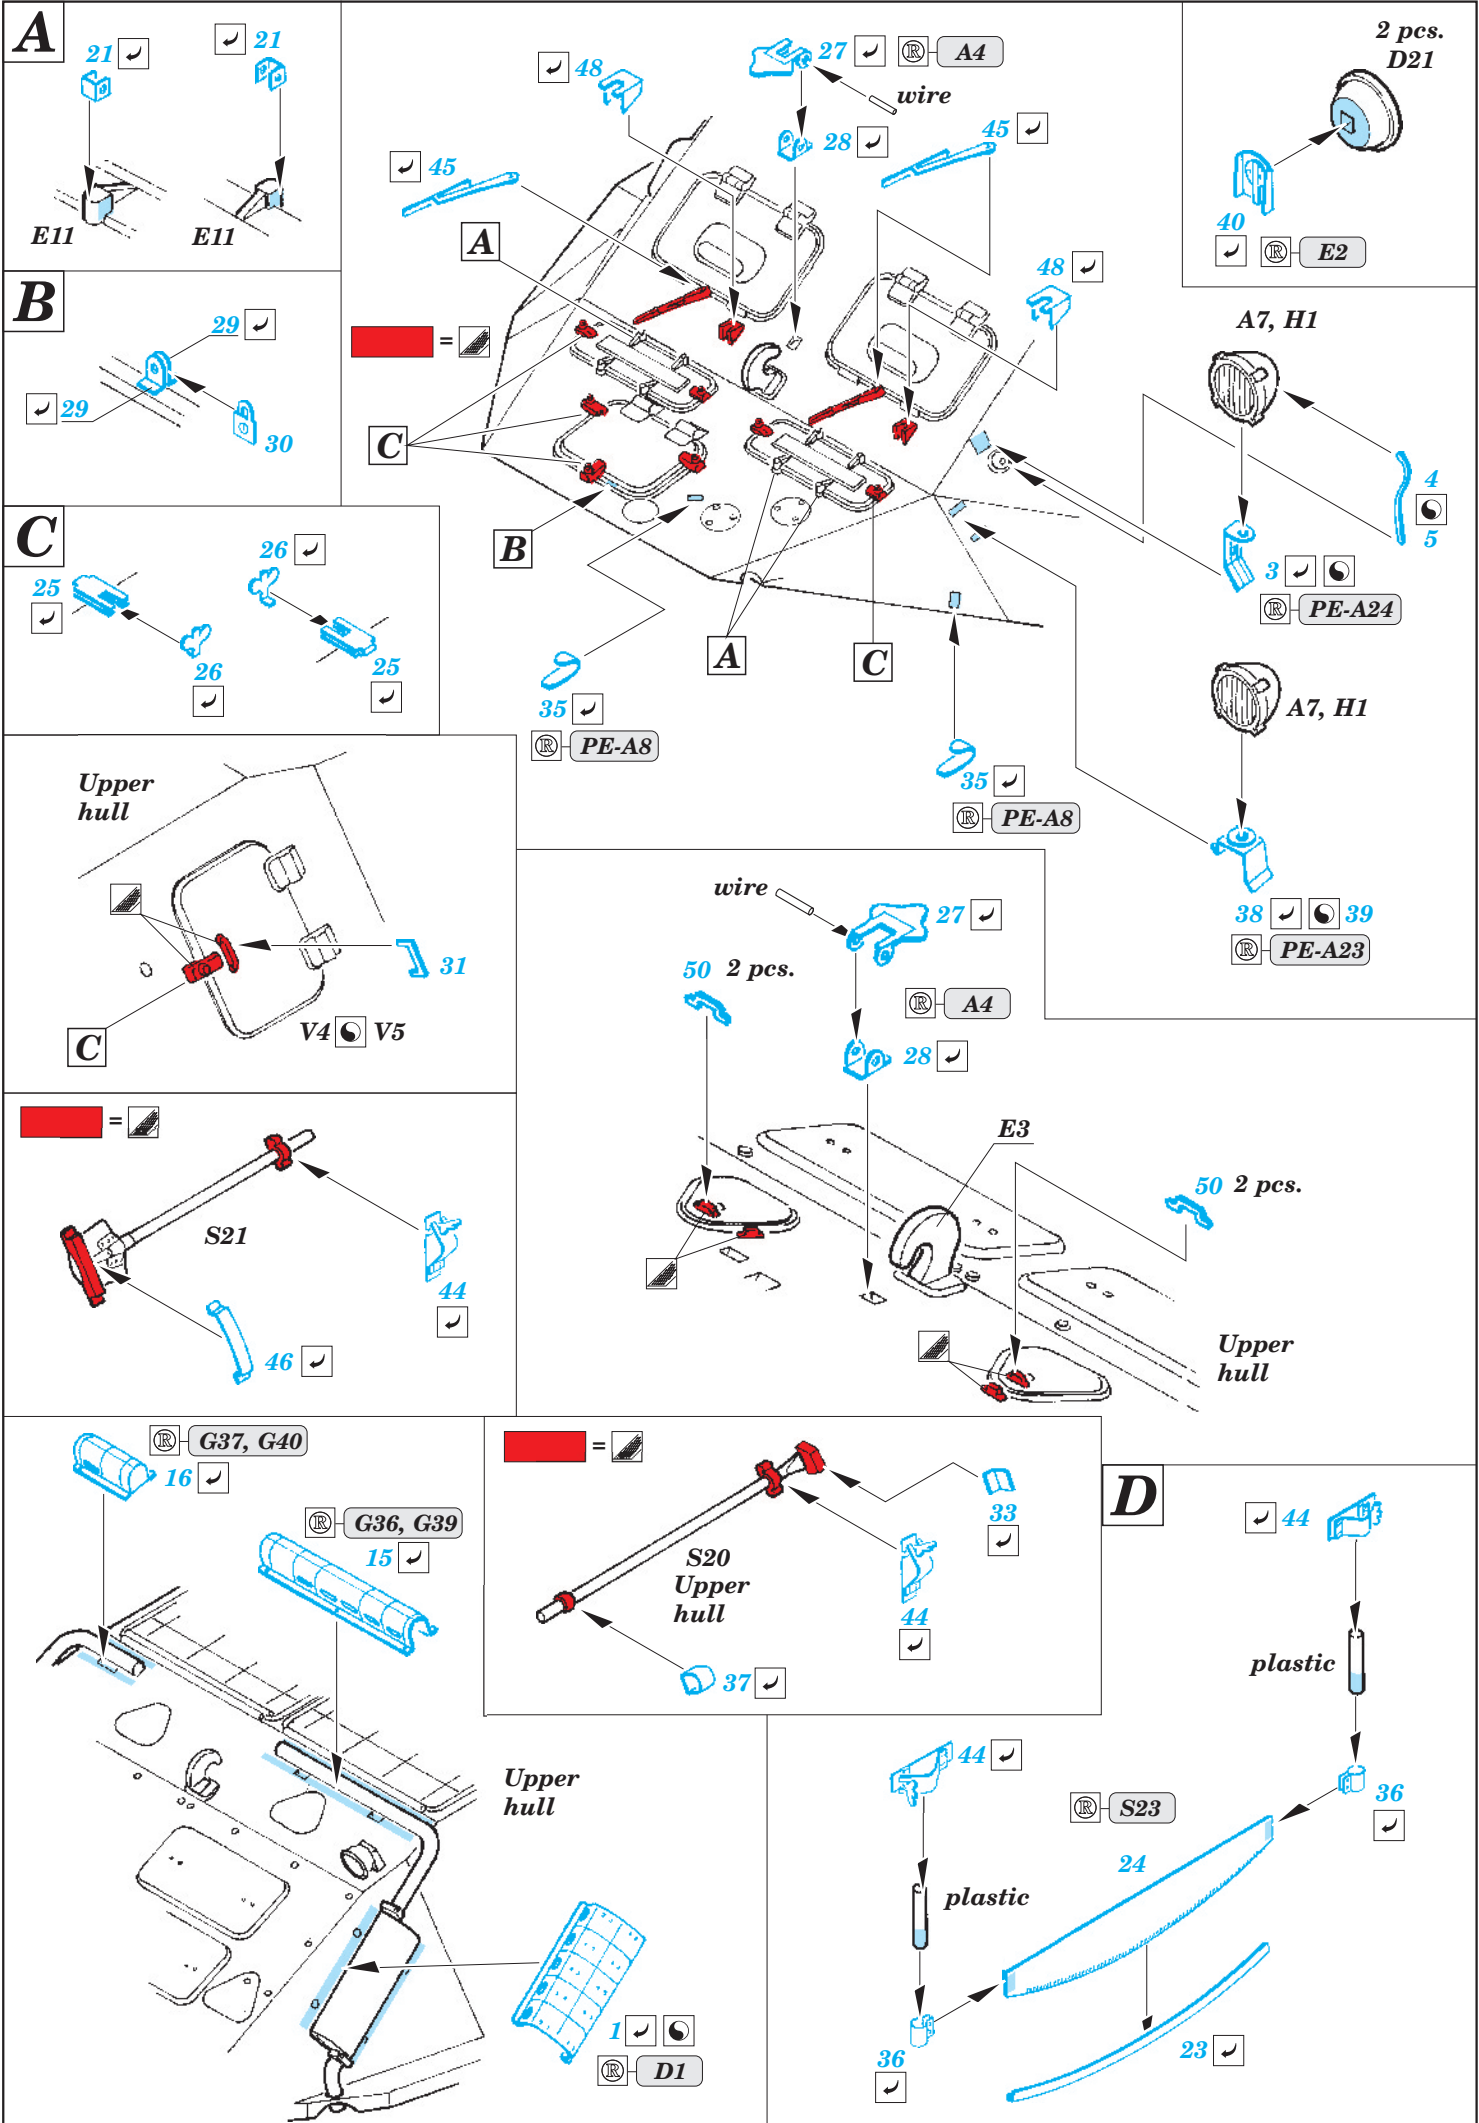 A
21
21
E11
E11
B
29
29
30
C
25
26
26
25
48
27
® A4
wire
28
45
45
A
48
=
C
B
A
C
35
® PE-A8
35
® PE-A8
2 pcs.
D21
40
® E2
A7, H1
4
5
3
® PE-A24
A7, H1
38 39
® PE-A23
Upper
hull
31
C
V4 V5
=
S21
44
46
wire
27
50 2 pcs.
® A4
28
E3
50 2 pcs.
Upper
hull
® G37, G40
16
® G36, G39
15
Upper
hull
1
® D1
=
33
S20
Upper
hull
44
37
D
44
plastic
36
44
® S23
24
plastic
36
23